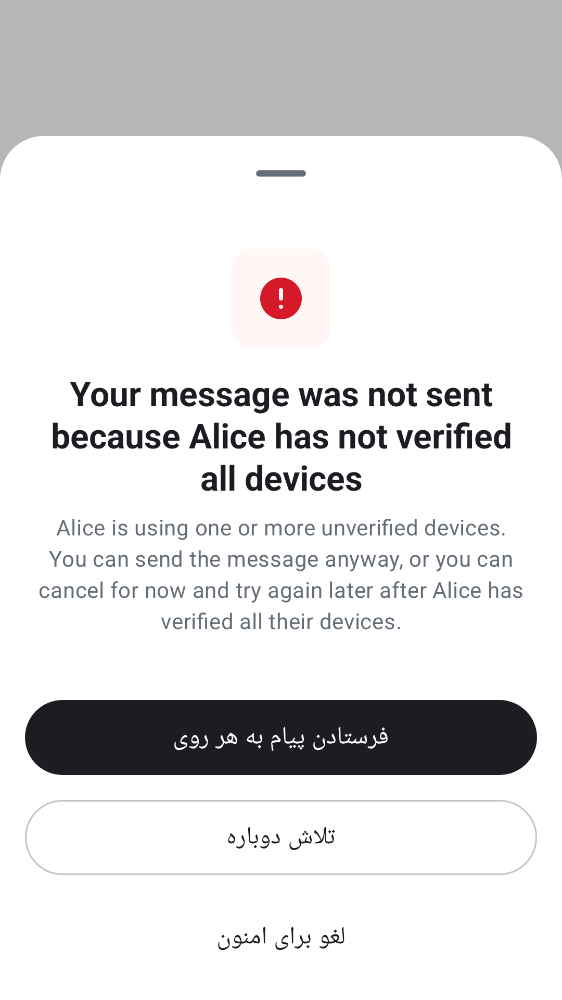 Your message was not sent
because Alice has not verified
all devices
Alice is using one or more unverified devices.
You can send the message anyway, or you can
cancel for now and try again later after Alice has
verified all their devices.
فرستادن پیام به هر روی
تلاش دوباره
لغو برای امنون